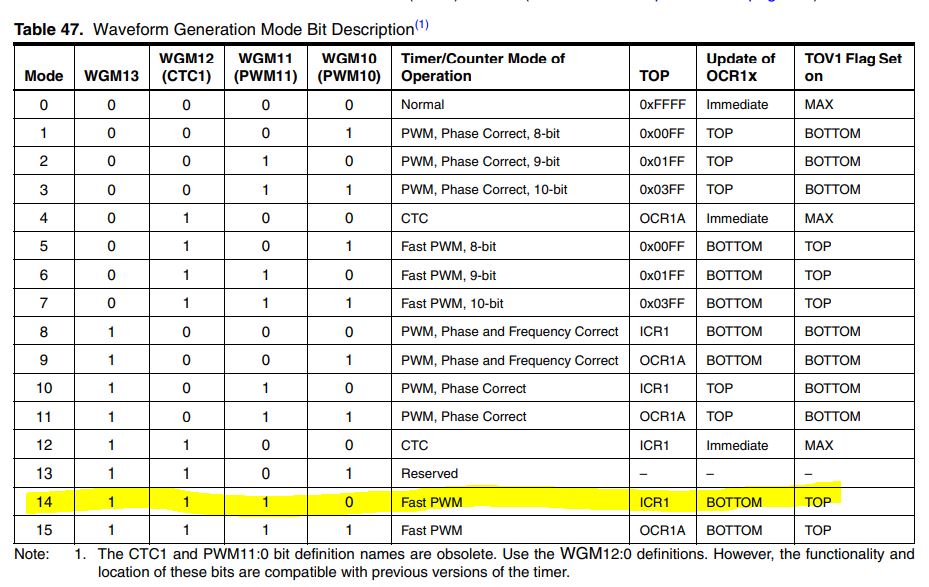 Table 47. Waveform Generation Mode Bit Description(1)
Mode WGM13 WGM12 (CTC1) WGM11 (PWM11) WGM10 (PWM10) Timer/Counter Mode of Operation TOP Update of OCR1x TOV1 Flag Set on
0 0 0 0 0 Normal 0xFFFF Immediate MAX
1 0 0 0 1 PWM, Phase Correct, 8-bit 0x00FF TOP BOTTOM
2 0 0 1 0 PWM, Phase Correct, 9-bit 0x01FF TOP BOTTOM
3 0 0 1 1 PWM, Phase Correct, 10-bit 0x03FF TOP BOTTOM
4 0 1 0 0 CTC OCR1A Immediate MAX
5 0 1 0 1 Fast PWM, 8-bit 0x00FF BOTTOM TOP
6 0 1 1 0 Fast PWM, 9-bit 0x01FF BOTTOM TOP
7 0 1 1 1 Fast PWM, 10-bit 0x03FF BOTTOM TOP
8 1 0 0 0 PWM, Phase and Frequency Correct ICR1 BOTTOM BOTTOM
9 1 0 0 1 PWM, Phase and Frequency Correct OCR1A BOTTOM BOTTOM
10 1 0 1 0 PWM, Phase Correct ICR1 TOP BOTTOM
11 1 0 1 1 PWM, Phase Correct OCR1A TOP BOTTOM
12 1 1 0 0 CTC ICR1 Immediate MAX
13 1 1 0 1 Reserved – – –
14 1 1 1 0 Fast PWM ICR1 BOTTOM TOP
15 1 1 1 1 Fast PWM OCR1A BOTTOM TOP
Note: 1. The CTC1 and PWM11:0 bit definition names are obsolete. Use the WGM12:0 definitions. However, the functionality and
location of these bits are compatible with previous versions of the timer.